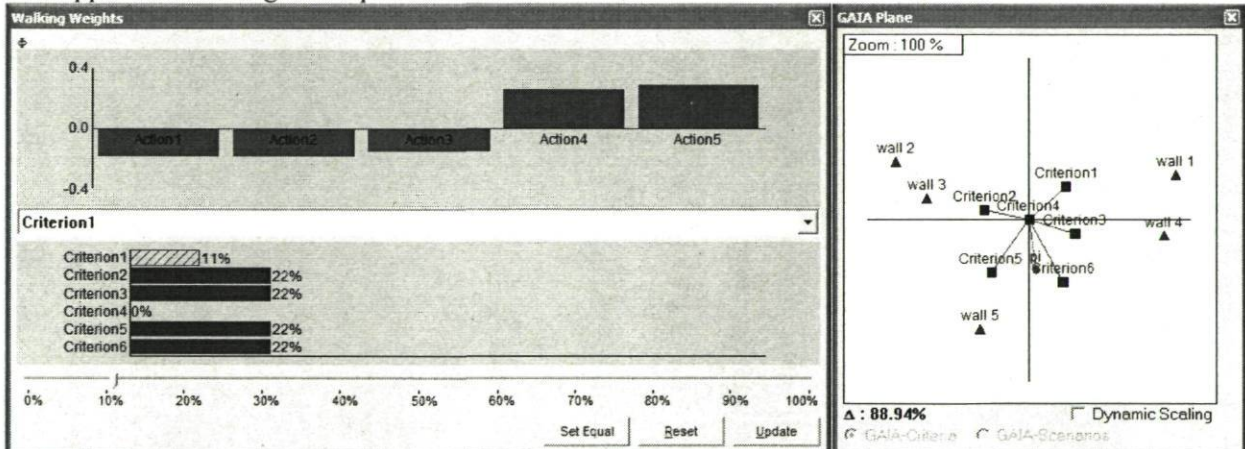 Walking Weights
Φ
0.4
0.0
-0.4
Action1
Action2
Action3
Action4
Action5
Criterion1
Criterion1 11%
Criterion2 22%
Criterion3 22%
Criterion4 0%
Criterion5 22%
Criterion6 22%
0% 10% 20% 30% 40% 50% 60% 70% 80% 90% 100%
Set Equal Reset Update
GAIA Plane
Zoom : 100 %
wall 2
wall 1
Criterion1
wall 3
Criterion2
Criterion4
Criterion3
wall 4
Criterion5
pi
Criterion6
wall 5
Δ : 88.94%
Dynamic Scaling
GAIA-Criteria GAIA-Scenarios